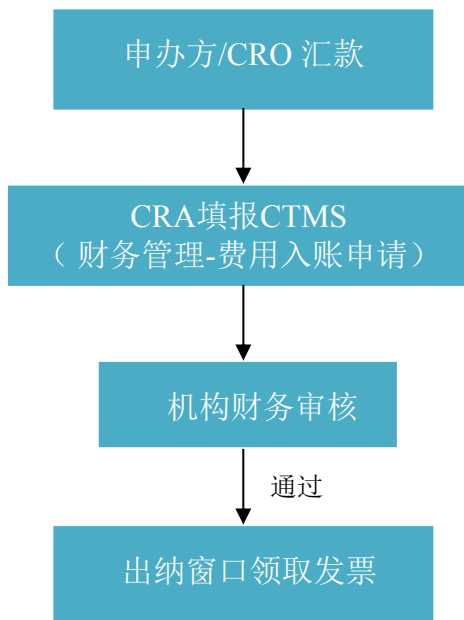 申办方/CRO 汇款
CRA填报CTMS
（ 财务管理-费用入账申请）
机构财务审核
通过
出纳窗口领取发票